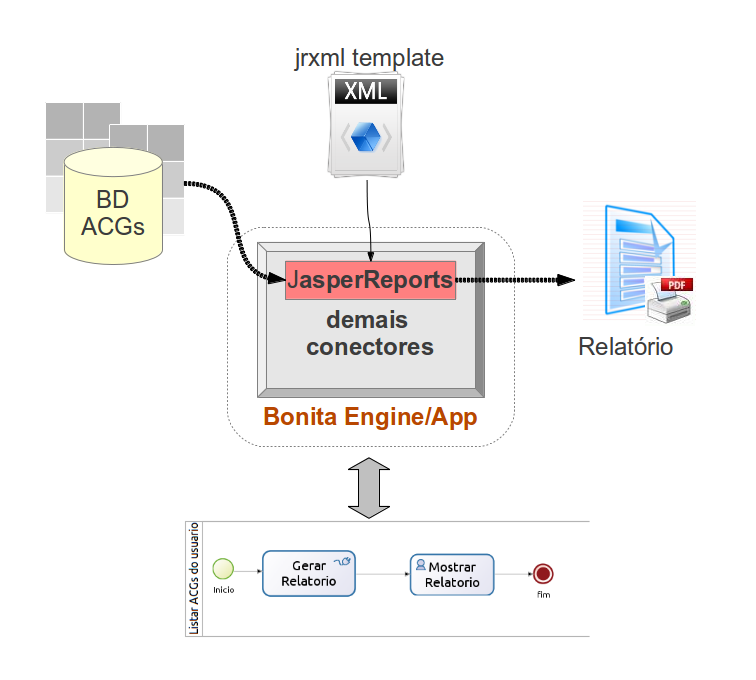 jrxml template
XML
BD
ACGs
JasperReports
demais
conectores
PDF
Relatório
Bonita Engine/App
Listar ACGs do usuario
Inicio
Gerar
Relatorio
Mostrar
Relatorio
fim